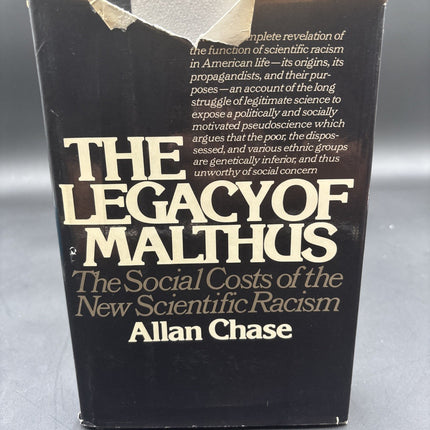 mplete revelation of
the function of scientific racism
in American life—its origins, its
propagandists, and their pur-
poses—an account of the long
struggle of legitimate science to
expose a politically and socially
motivated pseudoscience which
argues that the poor, the dispos-
sessed, and various ethnic groups
are genetically inferior, and thus
unworthy of social concern
THE
LEGACY OF
MALTHUS
The Social Costs of the
New Scientific Racism
Allan Chase